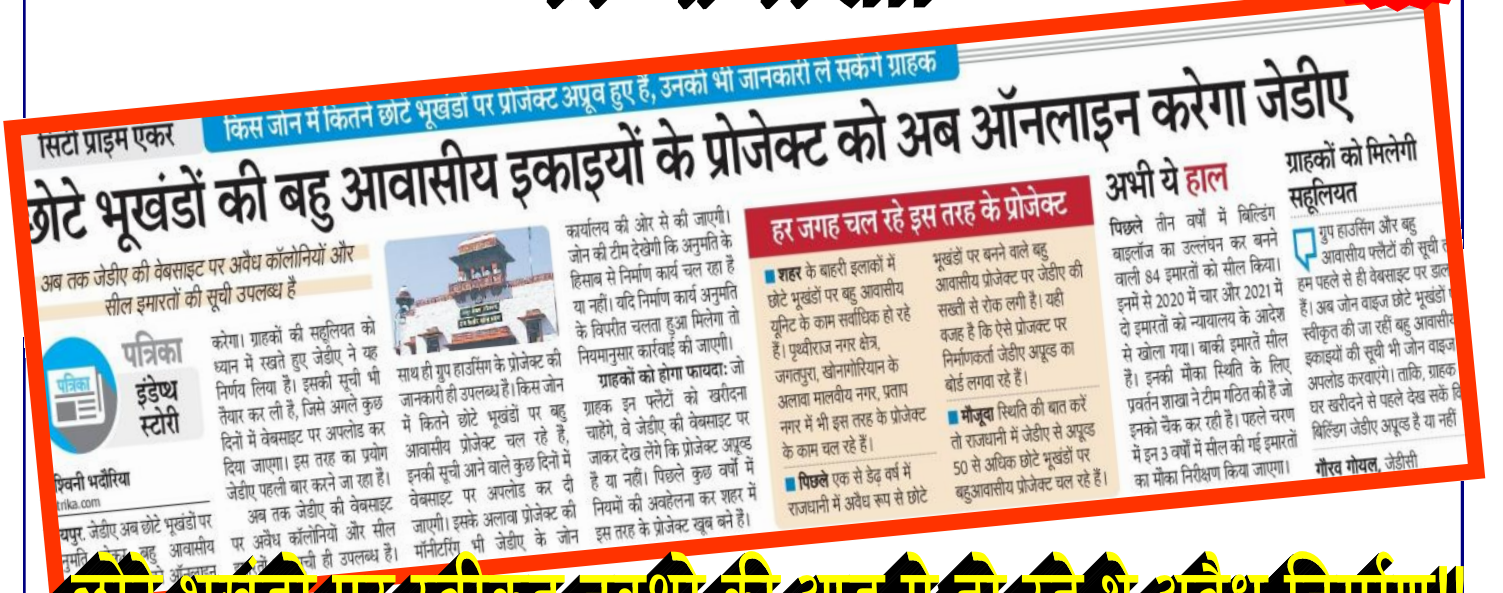 किस जोन में कितने छोटे भूखंडों पर प्रोजेक्ट अप्रूव हुए हैं, उनकी भी जानकारी ले सकेंगे ग्राहक
सिटी प्राइम एंकर
छोटे भूखंडों की बहु आवासीय इकाइयों के प्रोजेक्ट को अब ऑनलाइन करेगा जेडीए
अब तक जेडीए की वेबसाइट पर अवैध कॉलोनियों और
सील इमारतों की सूची उपलब्ध है
पत्रिका
पत्रिका
इंडेप्थ
स्टोरी
भदौरिया
जेडीए अब छोटे भूखंडों पर
बहु आवासीय
करेगा। ग्राहकों की सहूलियत को
ध्यान में रखते हुए जेडीए ने यह
निर्णय लिया है। इसकी सूची भी
तैयार कर ली है, जिसे अगले कुछ
दिनों में वेबसाइट पर अपलोड कर
दिया जाएगा। इस तरह का प्रयोग
जेडीए पहली बार करने जा रहा है।
अब तक जेडीए की वेबसाइट
पर अवैध कॉलोनियों और सील
ही उपलब्ध है।
साथ ही ग्रुप हाउसिंग के प्रोजेक्ट की
जानकारी ही उपलब्ध है। किस जोन
में कितने छोटे भूखंडों पर बहु
आवासीय प्रोजेक्ट चल रहे हैं,
इनकी सूची आने वाले कुछ दिनों में
वेबसाइट पर अपलोड कर दी
जाएगी। इसके अलावा प्रोजेक्ट की
मॉनीटरिंग भी जेडीए के जोन
कार्यालय की ओर से की जाएगी।
जोन की टीम देखेगी कि अनुमति के
हिसाब से निर्माण कार्य चल रहा है
या नहीं। यदि निर्माण कार्य अनुमति
के विपरीत चलता हुआ मिलेगा तो
नियमानुसार कार्रवाई की जाएगी।
ग्राहकों को होगा फायदा: जो
ग्राहक इन फ्लैटों को खरीदना
चाहेंगे, वे जेडीए की वेबसाइट पर
जाकर देख लेंगे कि प्रोजेक्ट अप्रूव्ड
है या नहीं। पिछले कुछ वर्षों में
नियमों की अवहेलना कर शहर में
इस तरह के प्रोजेक्ट खूब बने हैं।
हर जगह चल रहे इस तरह के प्रोजेक्ट
शहर के बाहरी इलाकों में
छोटे भूखंडों पर बहु आवासीय
यूनिट के काम सर्वाधिक हो रहे
हैं। पृथ्वीराज नगर क्षेत्र,
जगतपुरा, खोनागोरियान के
अलावा मालवीय नगर, प्रताप
नगर में भी इस तरह के प्रोजेक्ट
के काम चल रहे हैं।
पिछले एक से डेढ़ वर्ष में
राजधानी में अवैध रूप से छोटे
भूखंडों पर बनने वाले बहु
आवासीय प्रोजेक्ट पर जेडीए की
सख्ती से रोक लगी है। यही
वजह है कि ऐसे प्रोजक्ट पर
निर्माणकर्ता जेडीए अप्रूव्ड का
बोर्ड लगवा रहे हैं।
मौजूदा स्थिति की बात करें
तो राजधानी में जेडीए से अप्रूव्ड
50 से अधिक छोटे भूखंडों पर
बहुआवासीय प्रोजेक्ट चल रहे हैं।
अभी ये हाल
पिछले तीन वर्षों में बिल्डिंग
बाइलॉज का उल्लंघन कर बनने
वाली 84 इमारतों को सील किया।
इनमें से 2020 में चार और 2021 में
दो इमारतों को न्यायालय के आदेश
से खोला गया। बाकी इमारतें सील
हैं। इनकी मौका स्थिति के लिए
प्रवर्तन शाखा ने टीम गठित की है जो
इनको चैक कर रही है। पहले चरण
में इन 3 वर्षों में सील की गई इमारतों
का मौका निरीक्षण किया जाएगा।
ग्राहकों को मिलेगी
सहूलियत
ग्रुप हाउसिंग और बहु
आवासीय फ्लैटों की सूची
हम पहले से ही वेबसाइट पर डाल
हैं। अब जोन वाइज छोटे भूखंडों
स्वीकृत की जा रहीं बहु आवासीय
इकाइयों की सूची भी जोन वाइज
अपलोड करवाएंगे। ताकि, ग्राहक
घर खरीदने से पहले देख सकें
बिल्डिंग जेडीए अप्रूव्ड है या नहीं
गौरव गोयल, जेडीसी